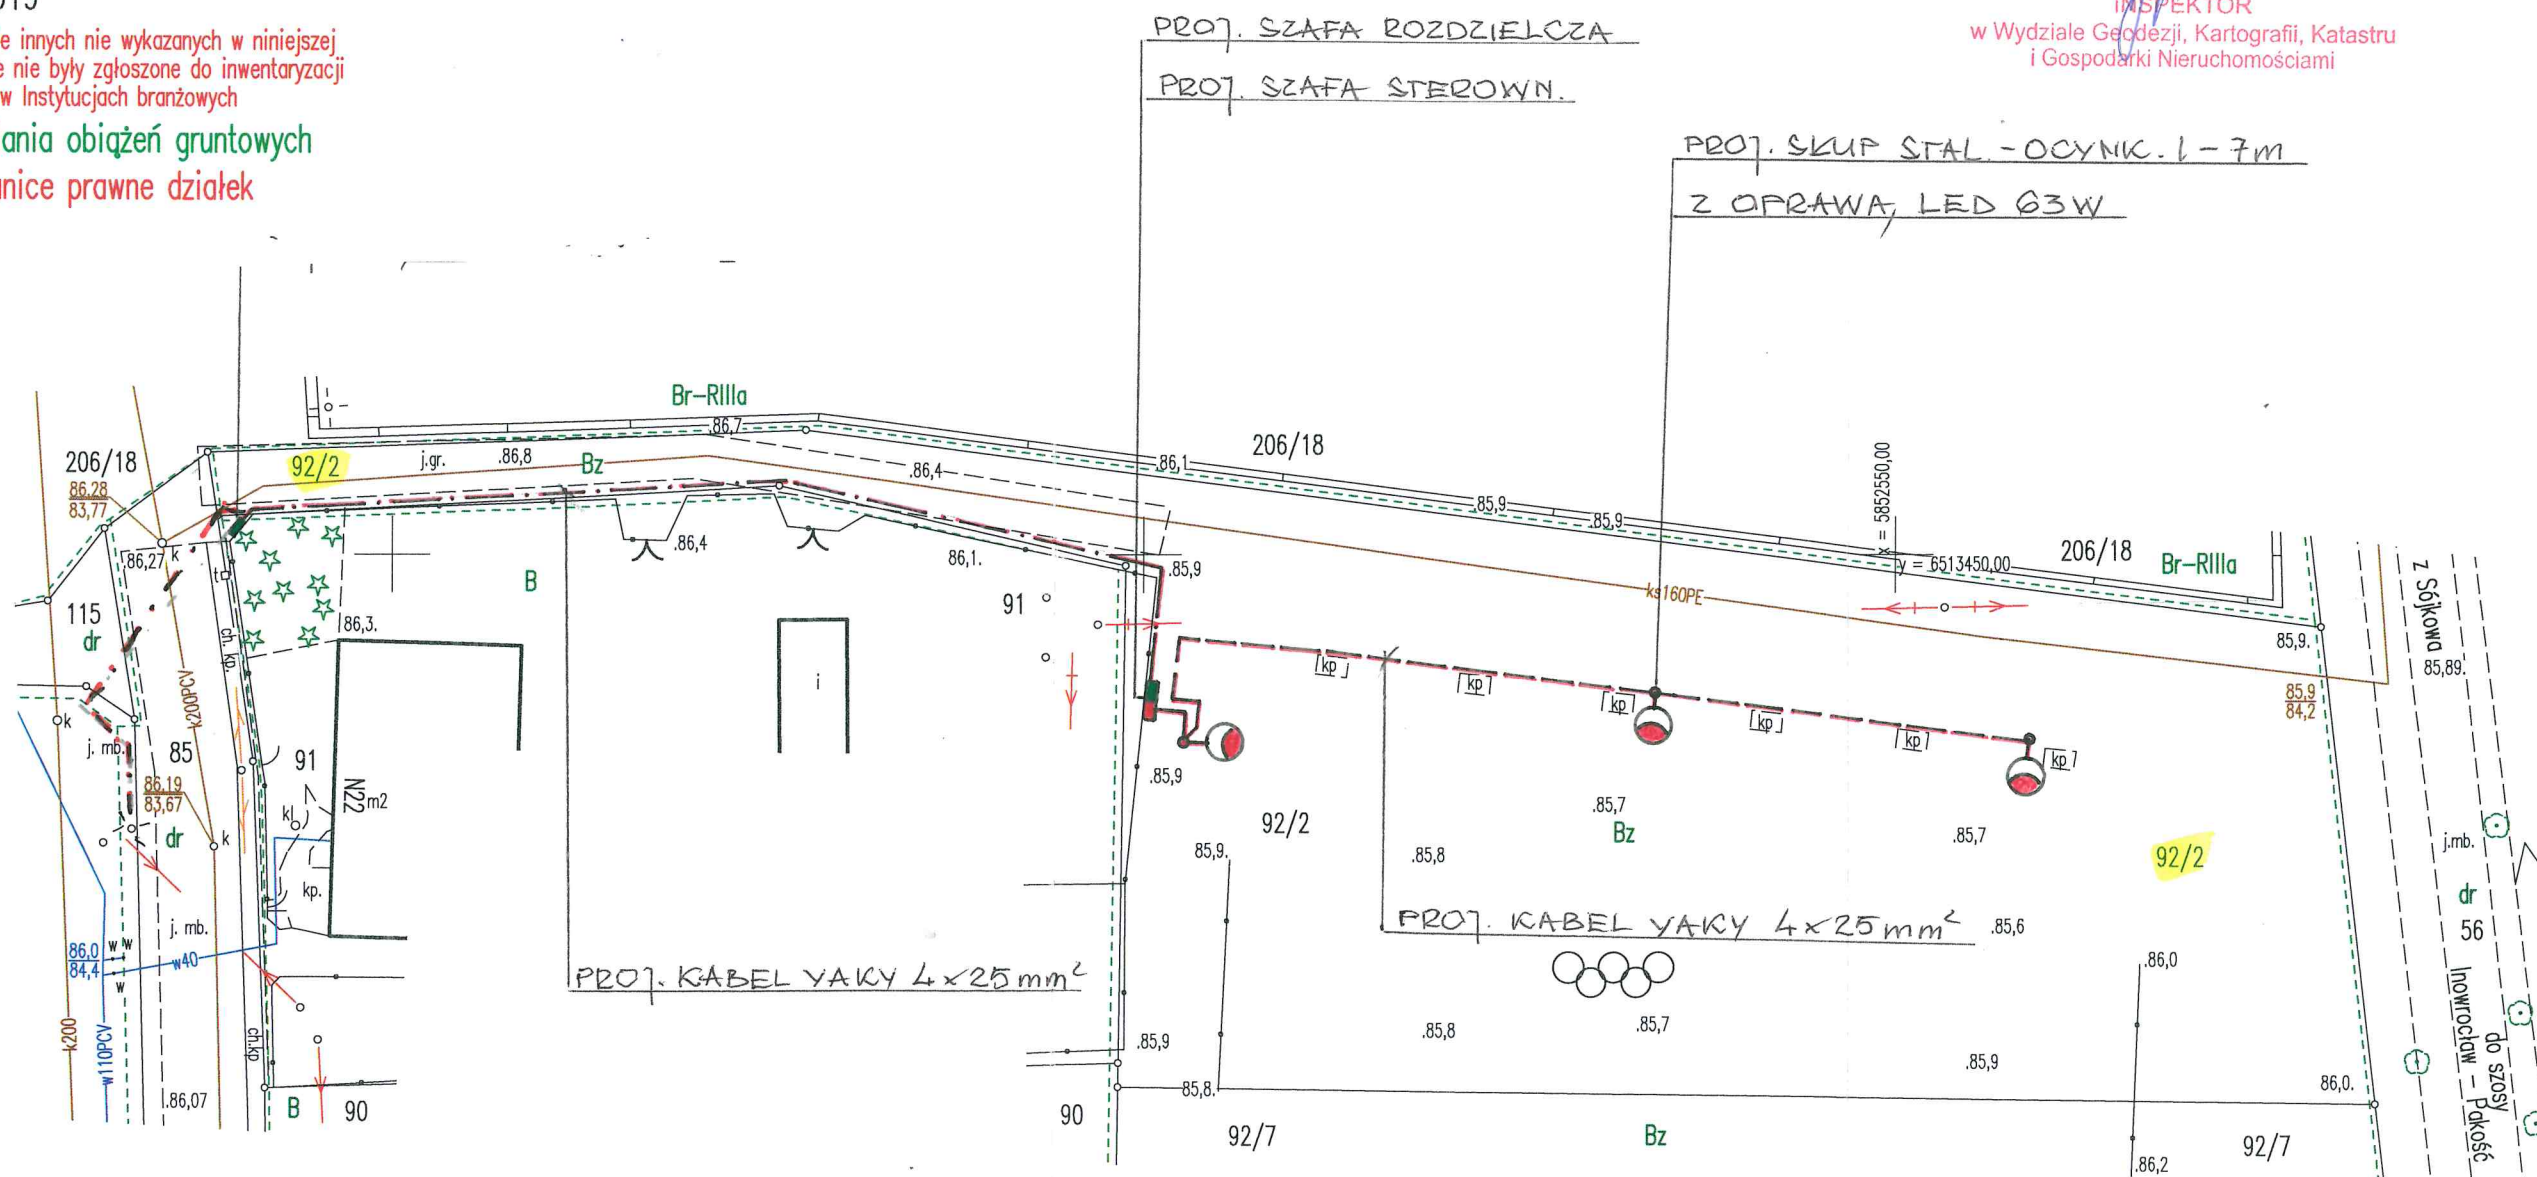 e innych nie wykazanych w niniejszej
e nie były zgłoszone do inwentaryzacji
w Instytucjach branżowych
ania obiążeń gruntowych
nice prawne działek
PROJ. SZAFA ROZDZIELCZA
PROJ. SZAFA STEROWN.
INSPEKTOR
w Wydziale Geodezji, Kartografii, Katastru
i Gospodarki Nieruchomościami
PROJ. SŁUP STAL.-OCYNK. l-7m
Z OPRAWĄ LED 63W
Br-RIIIa
86,7
206/18
92/2
j.gr.
.86,8
Bz
.86,4
86,1
206/18
85,9
85,9
x = 5852550,00
y = 6513450,00
206/18
Br-RIIIa
86,28
83,77
86,27
k
t
.86,4
86,1.
.85,9
ks160PE
z Sójkowa
115
dr
B
91
86,3.
ch. kp.
k200PCV
85,9.
85,89.
kp
kp
kp
kp
kp
kp
85,9
84,2
k
j. mb.
85
91
86,19
83,67
dr
k
N22
m2
kł
kp.
i
.85,9
92/2
.85,7
Bz
.85,7
85,9.
.85,8
92/2
j.mb.
dr
56
j. mb.
86,0
84,4
w
w
w
w40
PROJ. KABEL YAKY 4x25mm²
PROJ. KABEL YAKY 4x25mm²
.85,6
.86,0
k200
w110PCV
ch.kp
.85,9
.85,8
.85,7
.85,9
Inowrocław - Pakość
do szosy
.86,07
B
90
85,8.
86,0.
90
92/7
Bz
.86,2
92/7